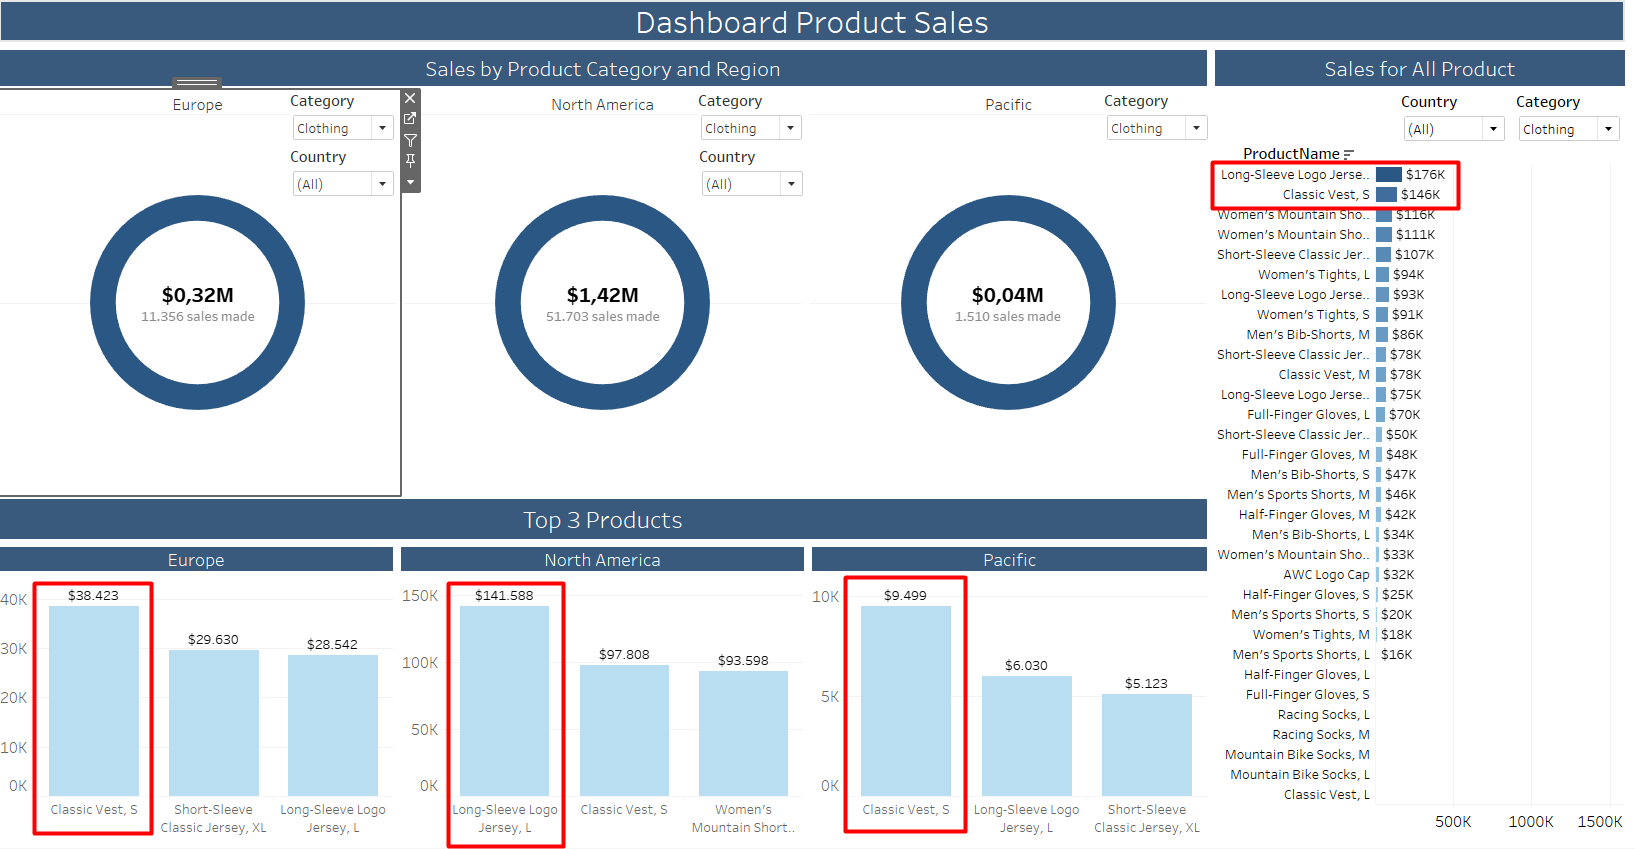 Dashboard Product Sales
Sales by Product Category and Region
Europe
Category
Clothing
Country
(All)
$0,32M
11.356 sales made
North America
Category
Clothing
Country
(All)
$1,42M
51.703 sales made
Pacific
Category
Clothing
$0,04M
1.510 sales made
Top 3 Products
Europe
40K
30K
20K
10K
0K
$38.423
$29.630
$28.542
Classic Vest, S
Short-Sleeve
Classic Jersey, XL
Long-Sleeve Logo
Jersey, L
North America
150K
100K
50K
0K
$141.588
$97.808
$93.598
Long-Sleeve Logo
Jersey, L
Classic Vest, S
Women's
Mountain Short..
Pacific
10K
5K
0K
$9.499
$6.030
$5.123
Classic Vest, S
Long-Sleeve Logo
Jersey, L
Short-Sleeve
Classic Jersey, XL
Sales for All Product
Country
(All)
Category
Clothing
ProductName
Long-Sleeve Logo Jerse.. $176K
Classic Vest, S $146K
Women's Mountain Sho.. $116K
Women's Mountain Sho.. $111K
Short-Sleeve Classic Jer.. $107K
Women's Tights, L $94K
Long-Sleeve Logo Jerse.. $93K
Women's Tights, S $91K
Men's Bib-Shorts, M $86K
Short-Sleeve Classic Jer.. $78K
Classic Vest, M $78K
Long-Sleeve Logo Jerse.. $75K
Full-Finger Gloves, L $70K
Short-Sleeve Classic Jer.. $50K
Full-Finger Gloves, M $48K
Men's Bib-Shorts, S $47K
Men's Sports Shorts, M $46K
Half-Finger Gloves, M $42K
Men's Bib-Shorts, L $34K
Women's Mountain Sho.. $33K
AWC Logo Cap $32K
Half-Finger Gloves, S $25K
Men's Sports Shorts, S $20K
Women's Tights, M $18K
Men's Sports Shorts, L $16K
Half-Finger Gloves, L
Full-Finger Gloves, S
Racing Socks, L
Racing Socks, M
Mountain Bike Socks, M
Mountain Bike Socks, L
Classic Vest, L
500K 1000K 1500K